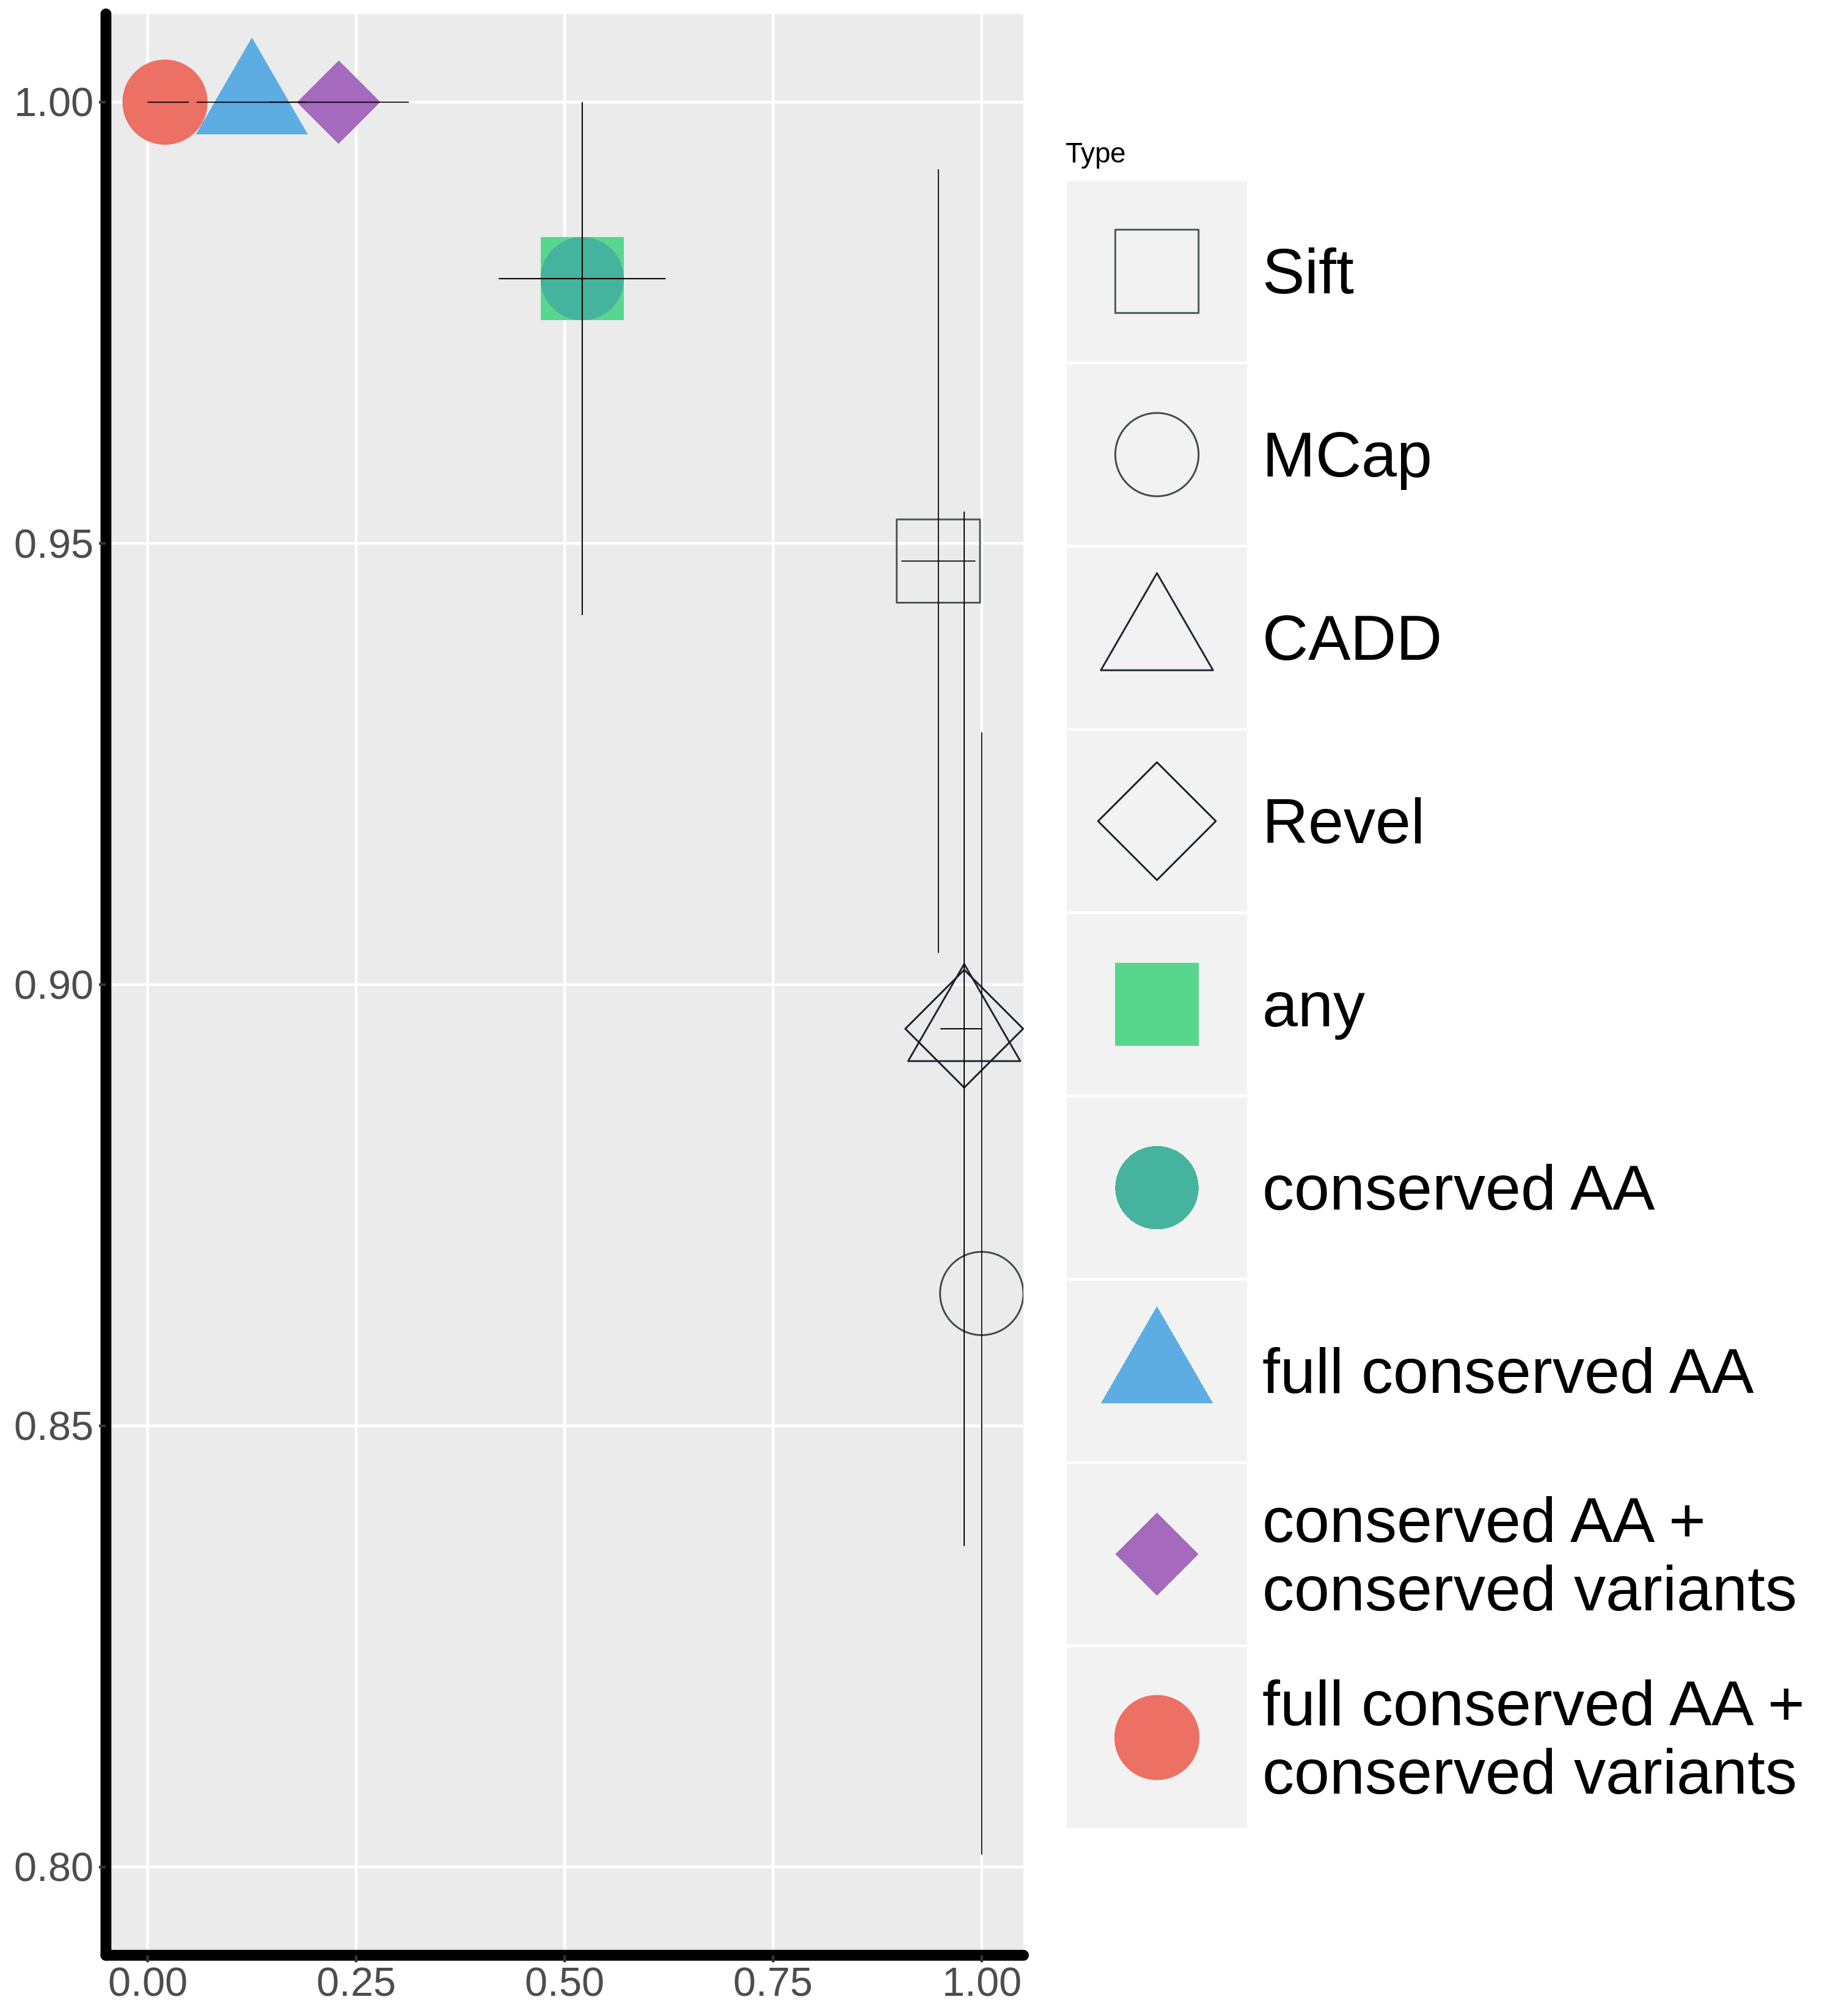 1.00
0.95
0.90
0.85
0.80
0.00 0.25 0.50 0.75 1.00
Type
Sift
MCap
CADD
Revel
any
conserved AA
full conserved AA
conserved AA +
conserved variants
full conserved AA +
conserved variants